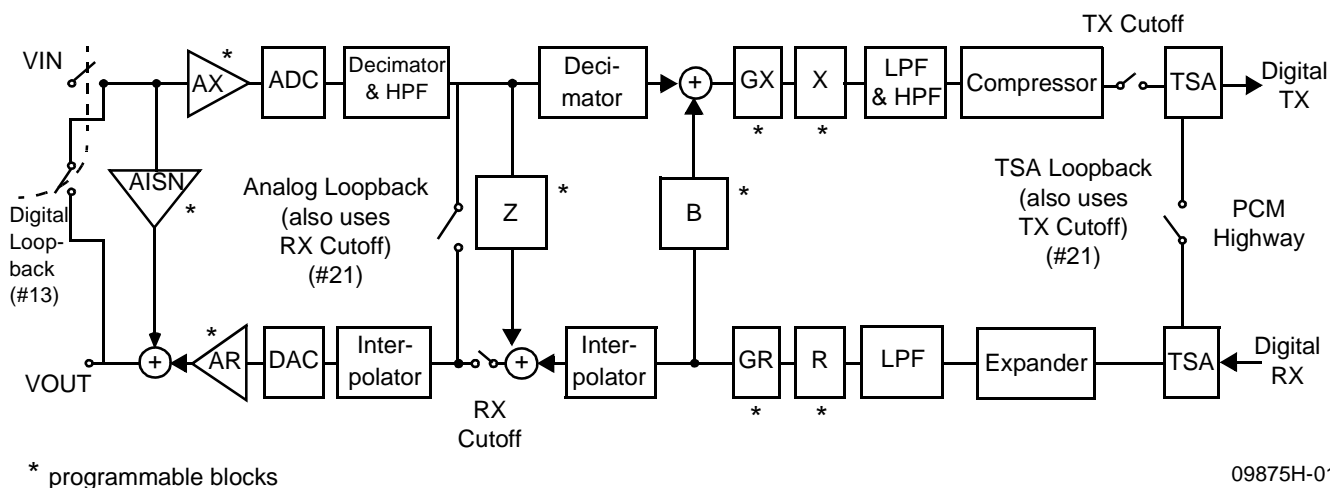 TX Cutoff
VIN
*
AX
ADC
Decimator
& HPF
Deci-
mator
+
GX
X
LPF
& HPF
Compressor
TSA
Digital
TX
*
*
AISN
*
Analog Loopback
(also uses
RX Cutoff)
(#21)
Z
*
B
*
TSA Loopback
(also uses
TX Cutoff)
(#21)
PCM
Highway
Digital
Loop-
back
(#13)
VOUT
+
*
AR
DAC
Inter-
polator
+
Inter-
polator
GR
R
LPF
Expander
TSA
Digital
RX
RX
Cutoff
*
*
* programmable blocks
09875H-01